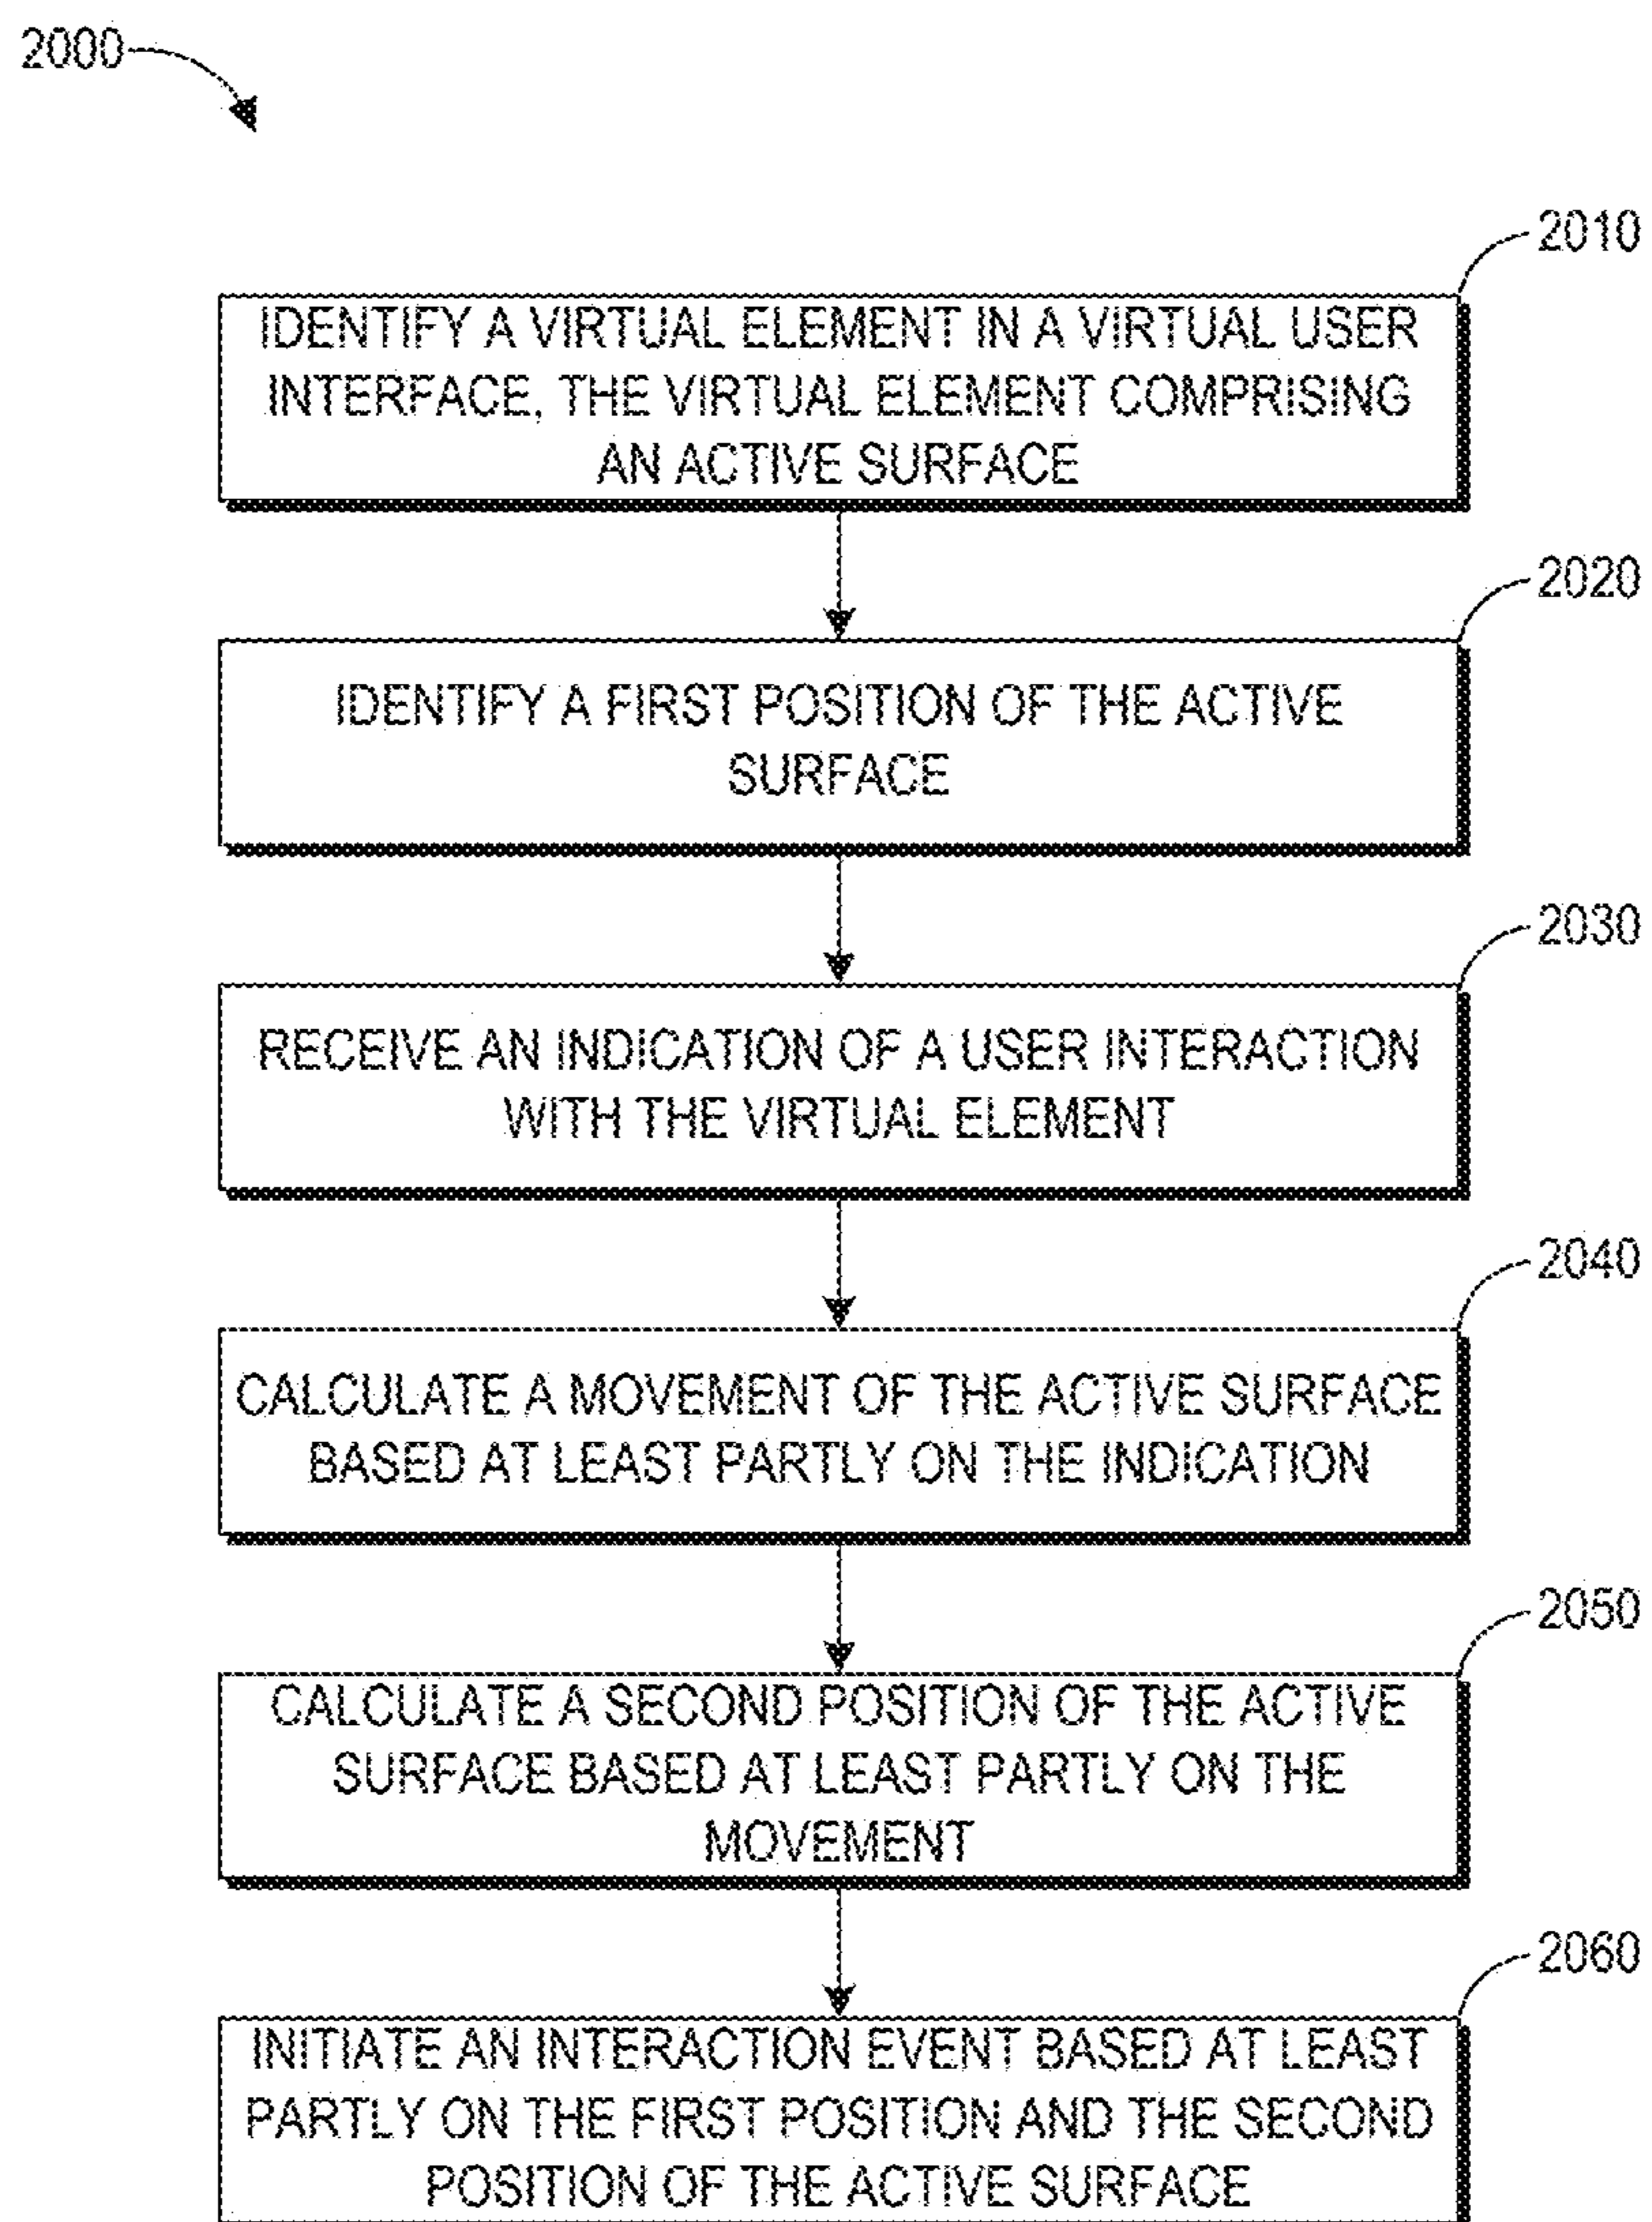 2000
2010
IDENTIFY A VIRTUAL ELEMENT IN A VIRTUAL USER
INTERFACE, THE VIRTUAL ELEMENT COMPRISING
AN ACTIVE SURFACE
2020
IDENTIFY A FIRST POSITION OF THE ACTIVE
SURFACE
2030
RECEIVE AN INDICATION OF A USER INTERACTION
WITH THE VIRTUAL ELEMENT
2040
CALCULATE A MOVEMENT OF THE ACTIVE SURFACE
BASED AT LEAST PARTLY ON THE INDICATION
2050
CALCULATE A SECOND POSITION OF THE ACTIVE
SURFACE BASED AT LEAST PARTLY ON THE
MOVEMENT
2060
INITIATE AN INTERACTION EVENT BASED AT LEAST
PARTLY ON THE FIRST POSITION AND THE SECOND
POSITION OF THE ACTIVE SURFACE